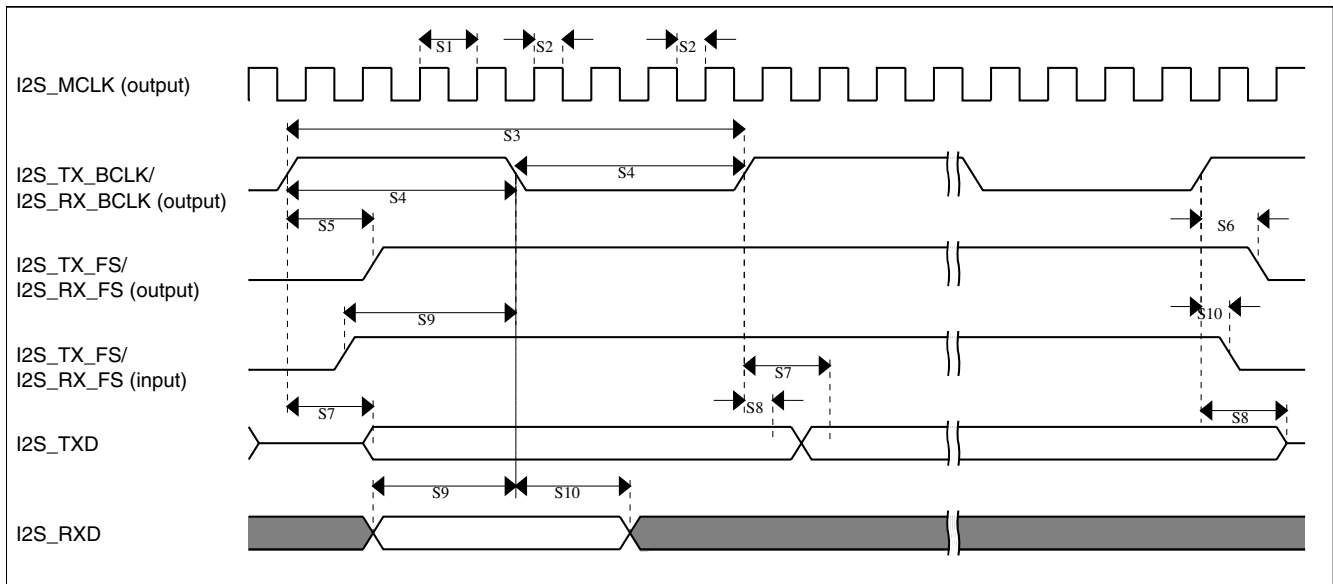 S1
S2
S2
I2S_MCLK (output)
S3
I2S_TX_BCLK/
I2S_RX_BCLK (output)
S4
S4
S5
S6
I2S_TX_FS/
I2S_RX_FS (output)
S9
S10
I2S_TX_FS/
I2S_RX_FS (input)
S7
S7
S8
S8
I2S_TXD
S9
S10
I2S_RXD